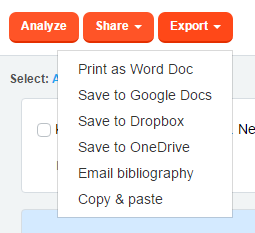 Analyze Share Export
Select: A
Print as Word Doc
Save to Google Docs
Save to Dropbox
Save to OneDrive
Email bibliography
Copy & paste
Ne